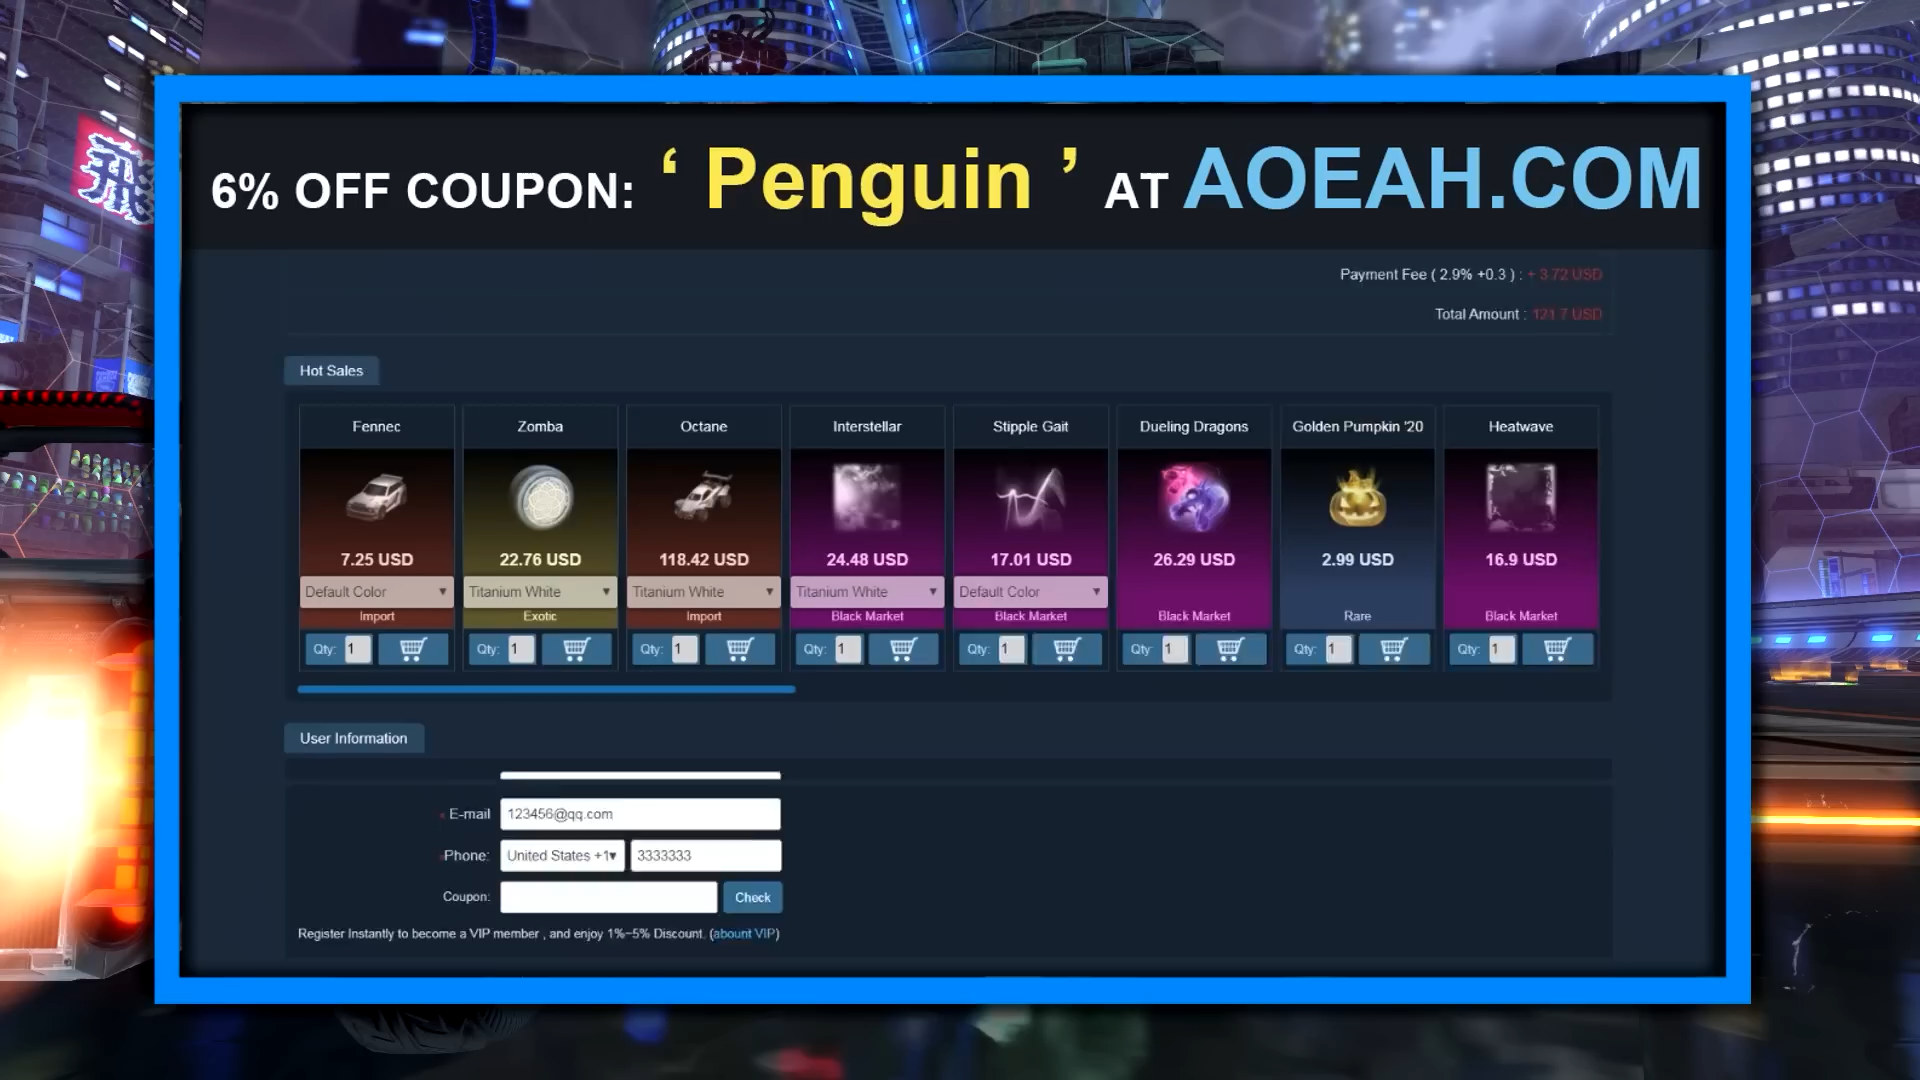 飛
6% OFF COUPON: ‘ Penguin ’ AT AOEAH.COM
Payment Fee ( 2.9% +0.3 ) : + 3.72 USD
Total Amount : 121.7 USD
Hot Sales
Fennec Zomba Octane Interstellar Stipple Gait Dueling Dragons Golden Pumpkin '20 Heatwave
7.25 USD 22.76 USD 118.42 USD 24.48 USD 17.01 USD 26.29 USD 2.99 USD 16.9 USD
Default Color Titanium White Titanium White Titanium White Default Color
Import Exotic Import Black Market Black Market Black Market Rare Black Market
Qty: 1 Qty: 1 Qty: 1 Qty: 1 Qty: 1 Qty: 1 Qty: 1 Qty: 1
User Information
* E-mail 123456@qq.com
*Phone: United States +1 3333333
Coupon: Check
Register Instantly to become a VIP member , and enjoy 1%~5% Discount. (abount VIP)